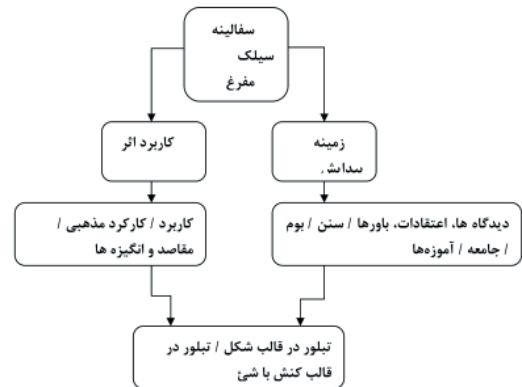 سفالینه
سیلک
مفرغ
زمینه
پیدایش
کاربرد اثر
دیدگاه ها، اعتقادات، باورها / سنن / بوم
/ جامعه / آموزه‌ها
کاربرد / کارکرد مذهبی /
مقاصد و انگیزه ها
تبلور در قالب شکل / تبلور در
قالب کنش با شئ